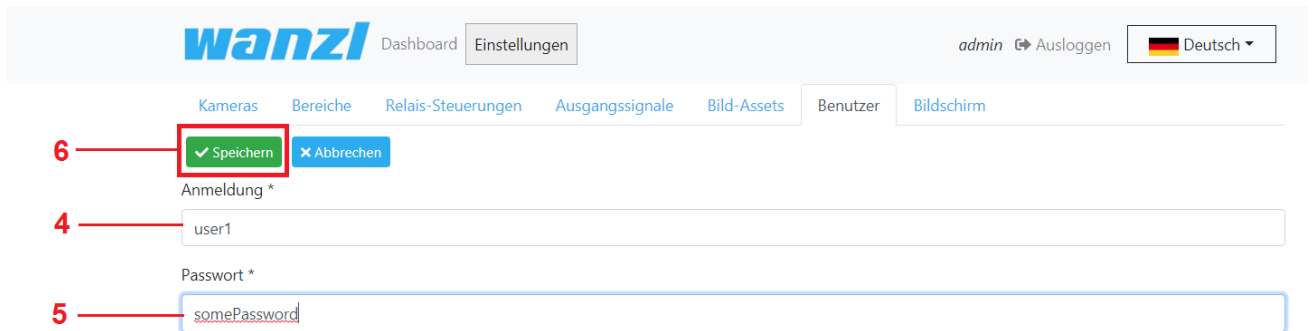 wanzl Dashboard Einstellungen admin Ausloggen Deutsch
Kameras Bereiche Relais-Steuerungen Ausgangssignale Bild-Assets Benutzer Bildschirm
6 Speichern Abbrechen
Anmeldung *
4 user1
Passwort *
5 somePassword